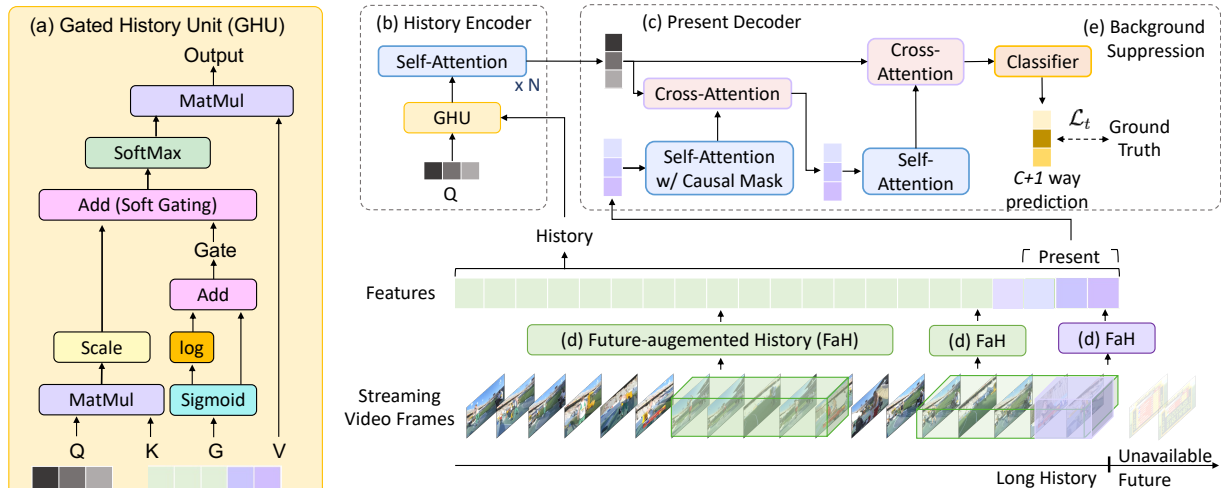 (a) Gated History Unit (GHU)
Output
MatMul
SoftMax
Add (Soft Gating)
Gate
Add
Scale
log
MatMul
Sigmoid
Q K G V
(b) History Encoder
Self-Attention
x N
GHU
Q
(c) Present Decoder
Cross-Attention
Self-Attention
w/ Causal Mask
Cross-
Attention
Self-
Attention
(e) Background
Suppression
Classifier
ℒt
Ground
Truth
C+1 way
prediction
History
Present
Features
(d) Future-augemented History (FaH)
(d) FaH
(d) FaH
Streaming
Video Frames
Long History
Unavailable
Future